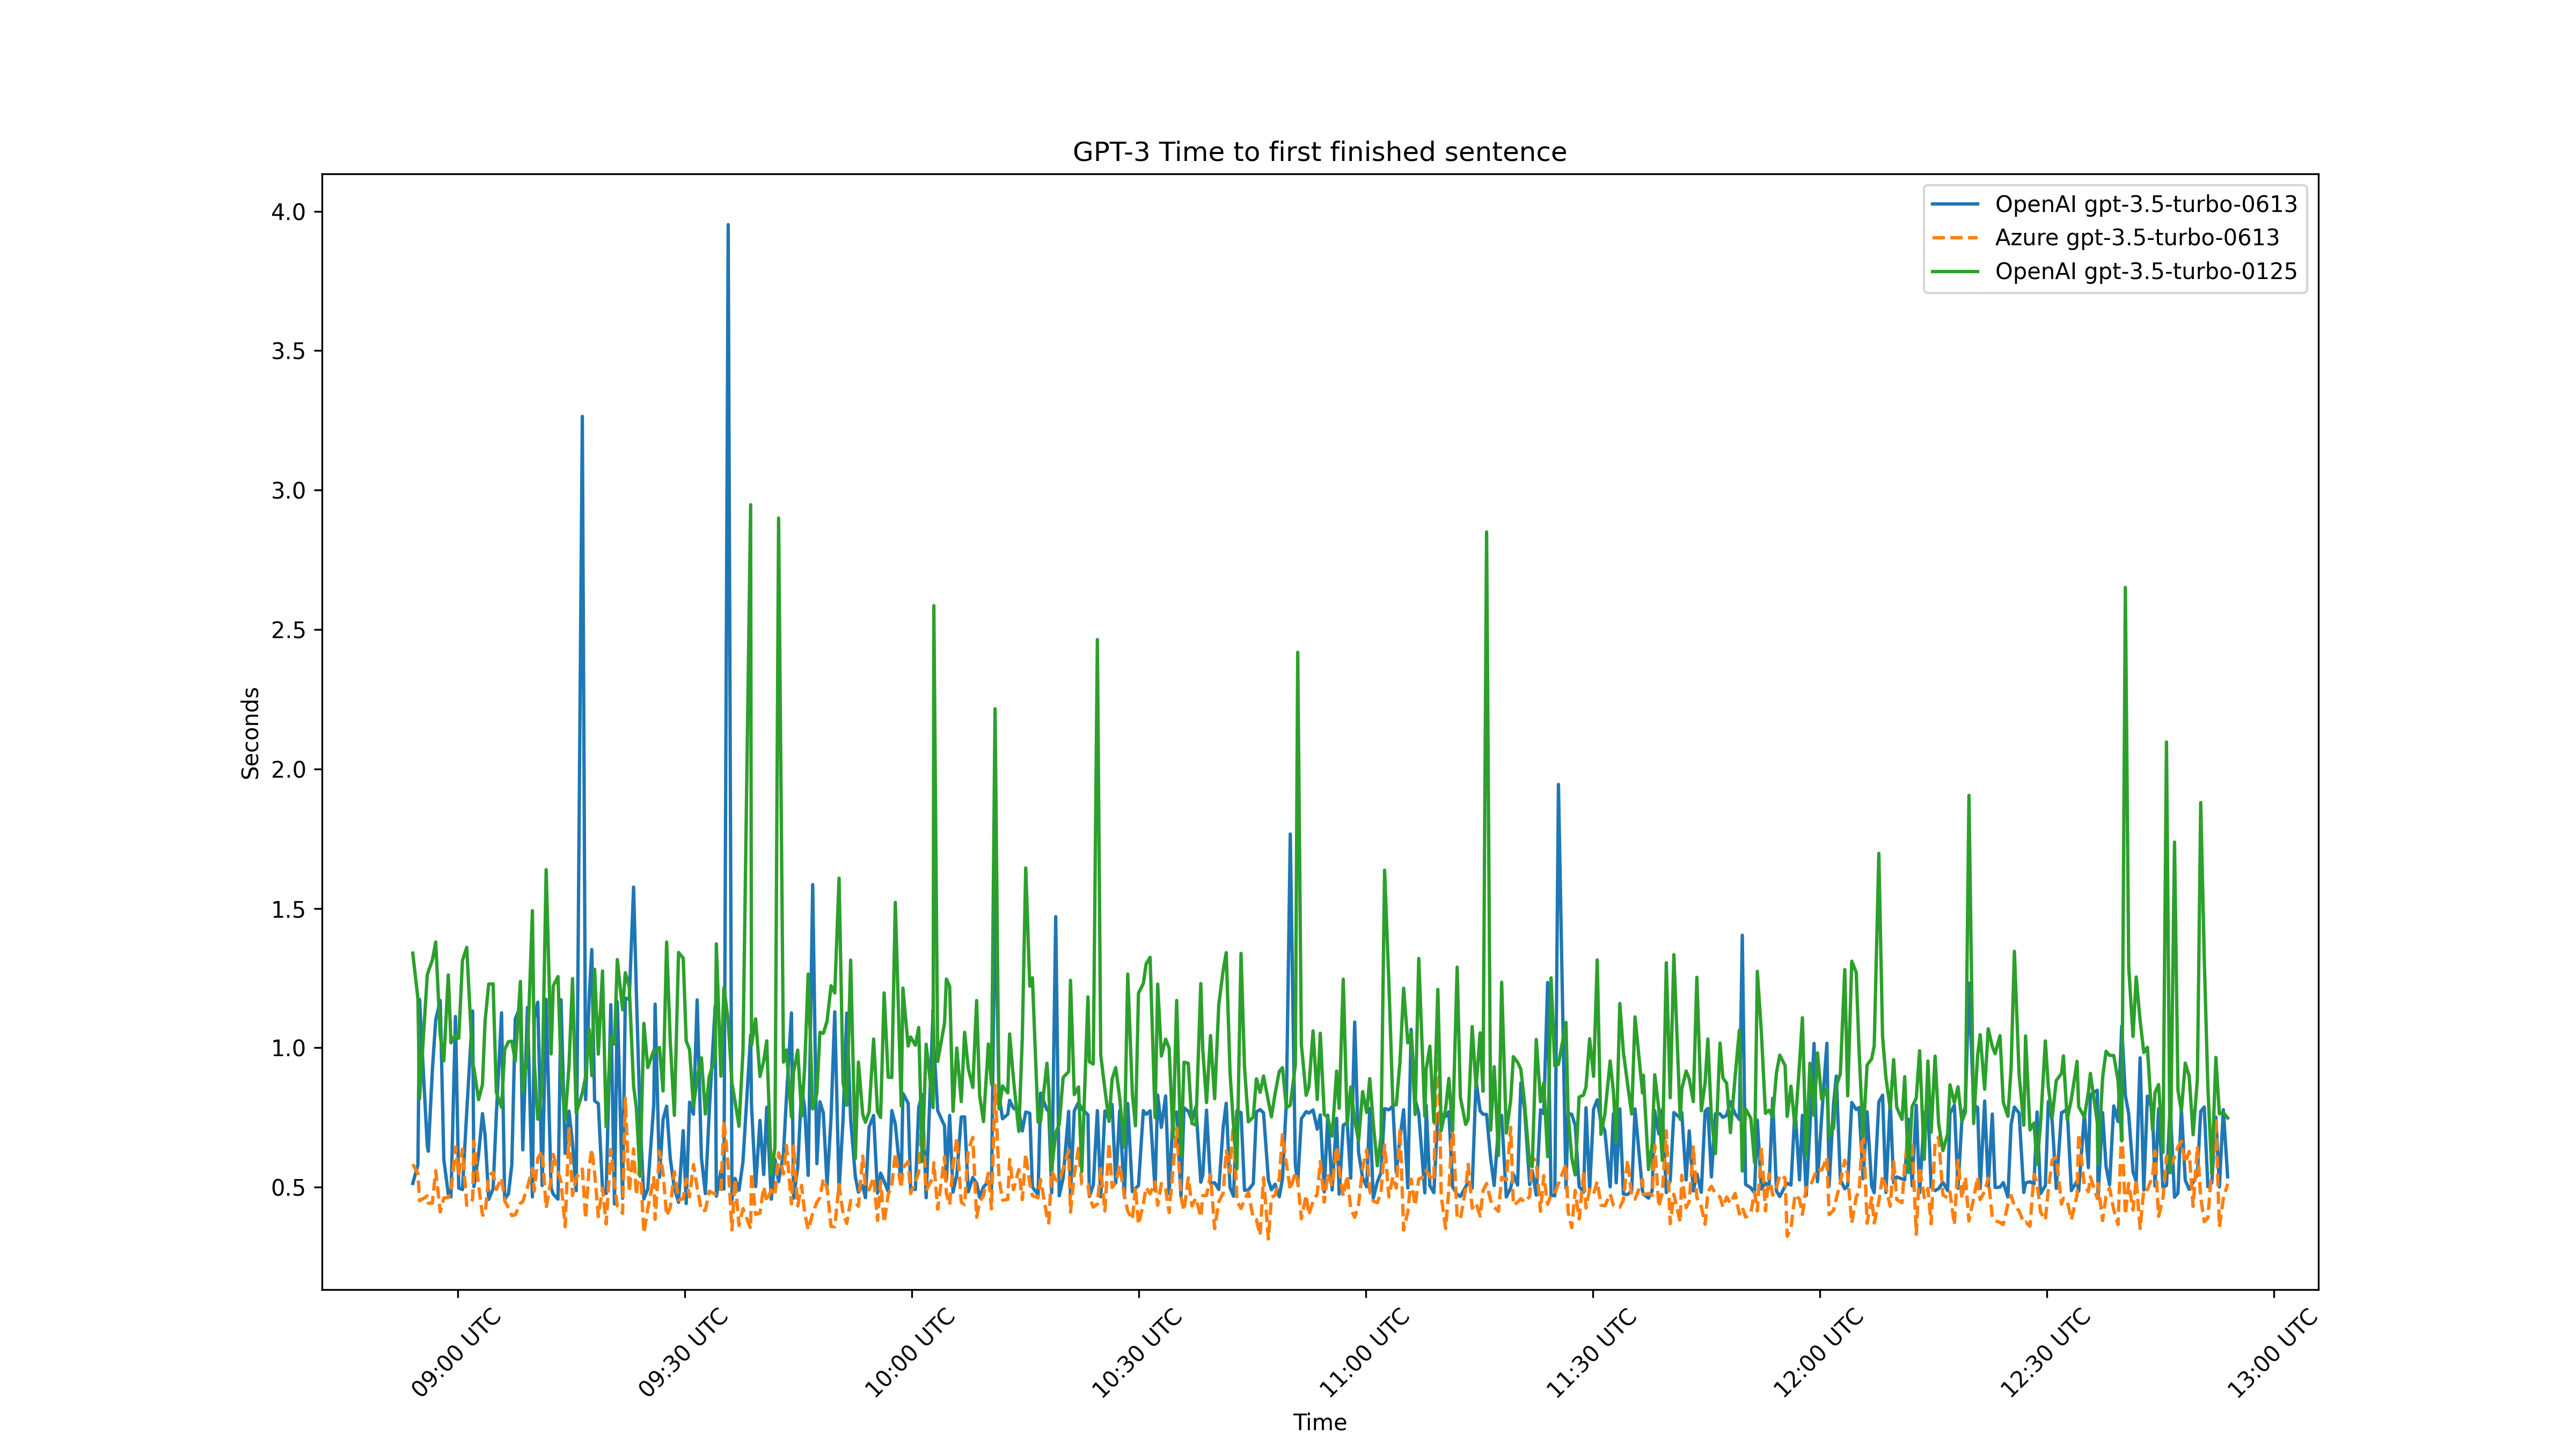 GPT-3 Time to first finished sentence
OpenAI gpt-3.5-turbo-0613
Azure gpt-3.5-turbo-0613
OpenAI gpt-3.5-turbo-0125
4.0
3.5
3.0
2.5
2.0
1.5
1.0
0.5
Seconds
09:00 UTC
09:30 UTC
10:00 UTC
10:30 UTC
11:00 UTC
11:30 UTC
12:00 UTC
12:30 UTC
13:00 UTC
Time